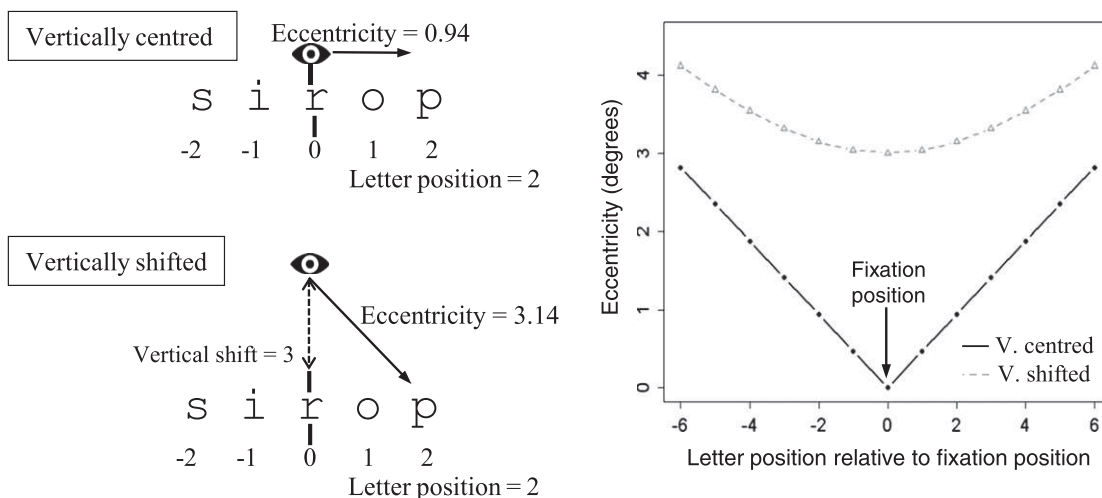 Vertically centred
Eccentricity = 0.94
s i r o p
-2 -1 0 1 2
Letter position = 2
Vertically shifted
Eccentricity = 3.14
Vertical shift = 3
s i r o p
-2 -1 0 1 2
Letter position = 2
Eccentricity (degrees)
4
3
2
1
0
Fixation
position
V. centred
V. shifted
-6 -4 -2 0 2 4 6
Letter position relative to fixation position